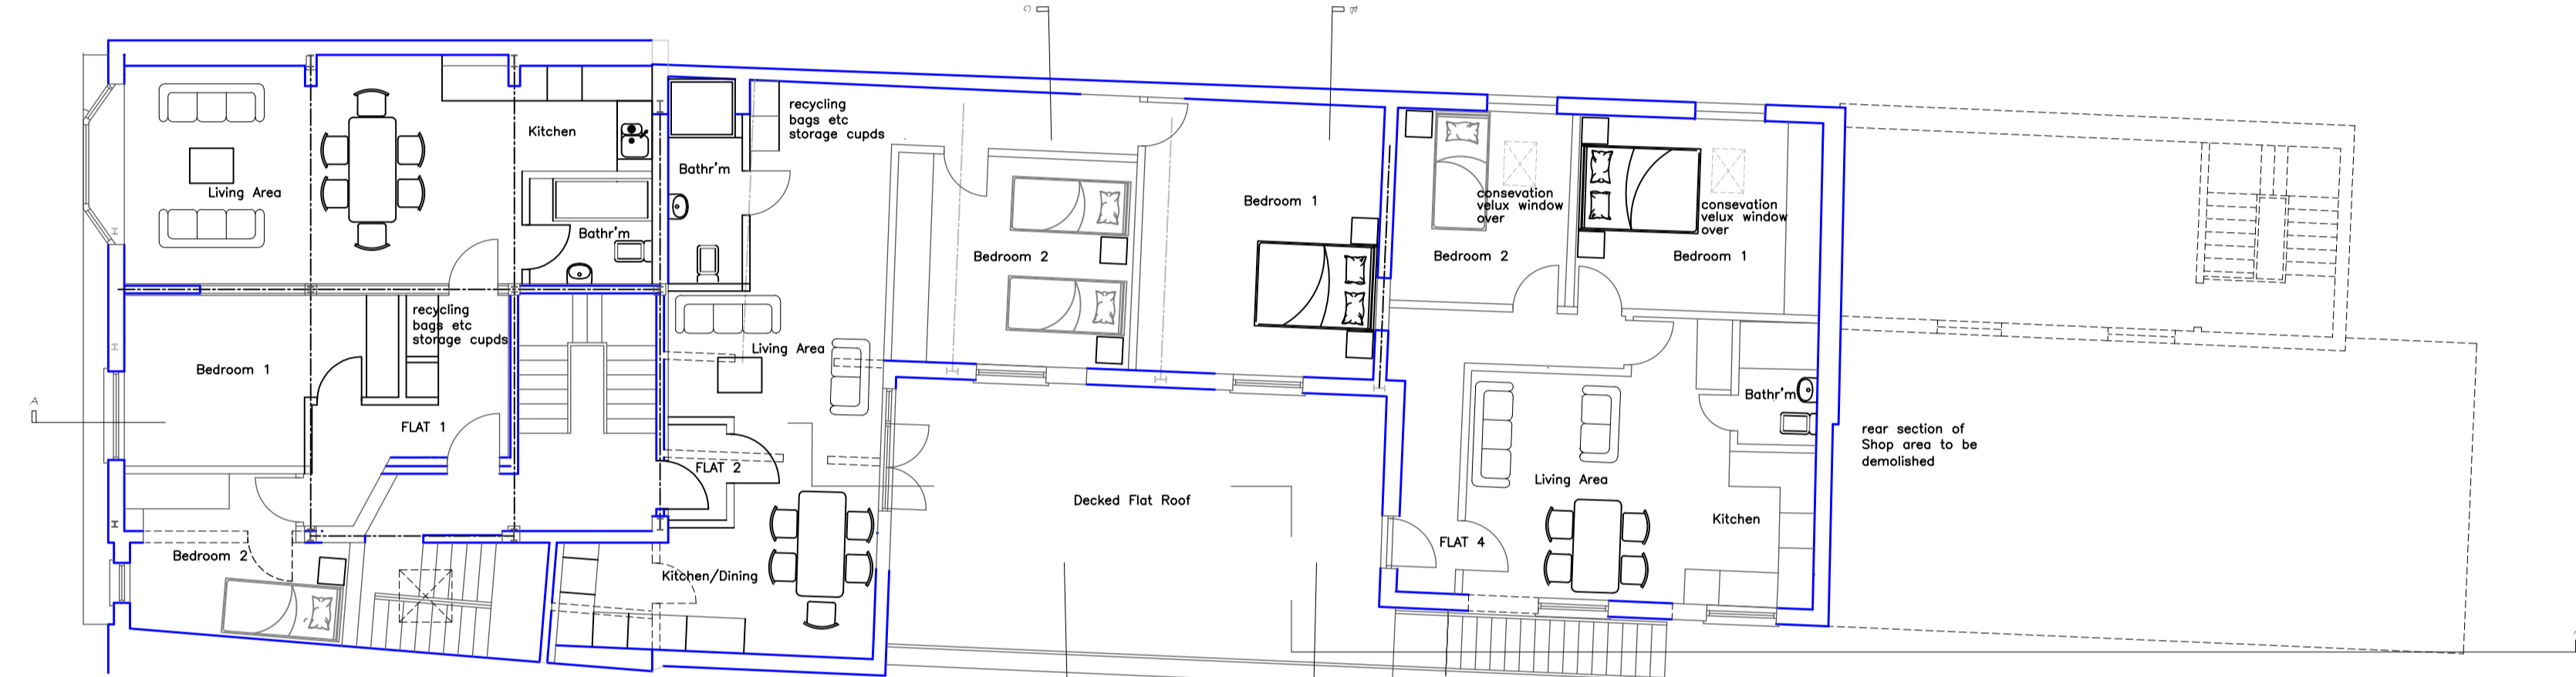 C
B
recycling
bags etc
storage cupds
Kitchen
Bathr'm
Living Area
Bathr'm
Bedroom 1
Bedroom 2
consevation
velux window
over
consevation
velux window
over
Bedroom 2
Bedroom 1
recycling
bags etc
storage cupds
Living Area
Bedroom 1
A
FLAT 1
Bathr'm
rear section of
Shop area to be
demolished
FLAT 2
Living Area
Decked Flat Roof
Kitchen
FLAT 4
Bedroom 2
Kitchen/Dining